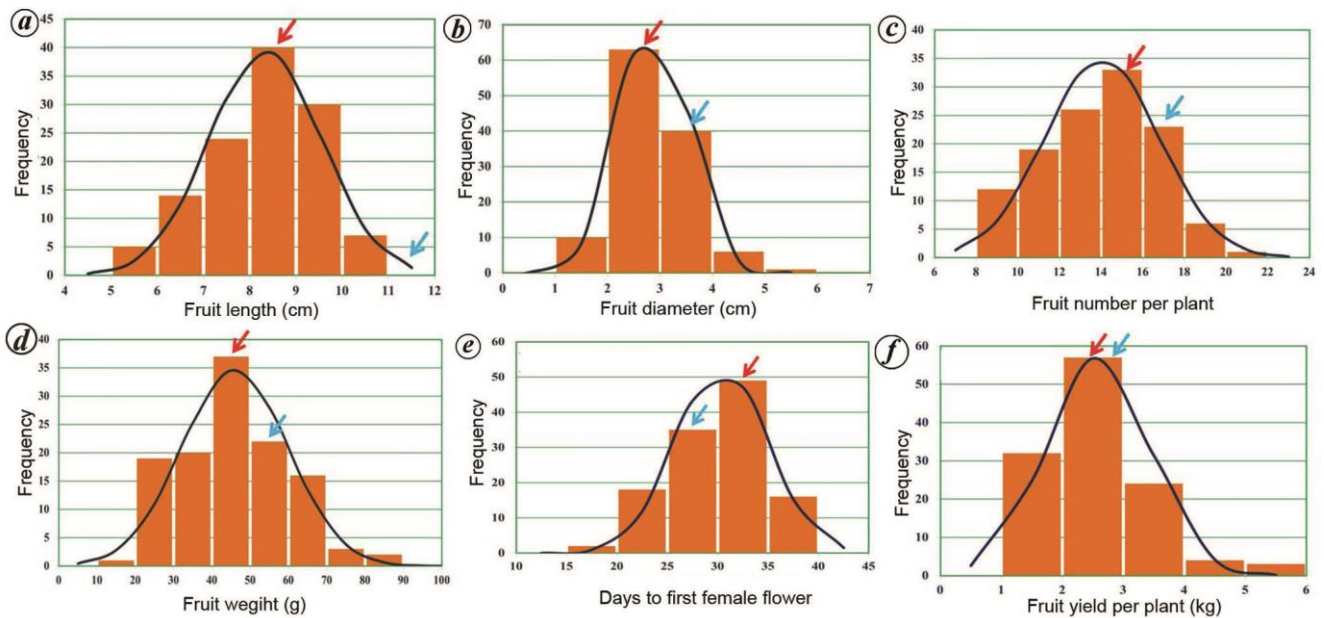 a
45
40
35
30
25
20
15
10
5
0
Frequency
4 5 6 7 8 9 10 11 12
Fruit length (cm)
b
70
60
50
40
30
20
10
0
Frequency
0 1 2 3 4 5 6 7
Fruit diameter (cm)
c
40
35
30
25
20
15
10
5
0
Frequency
6 8 10 12 14 16 18 20 22 24
Fruit number per plant
d
40
35
30
25
20
15
10
5
0
Frequency
0 10 20 30 40 50 60 70 80 90 100
Fruit wegiht (g)
e
60
50
40
30
20
10
0
Frequency
10 15 20 25 30 35 40 45
Days to first female flower
f
60
50
40
30
20
10
0
Frequency
0 1 2 3 4 5 6
Fruit yield per plant (kg)